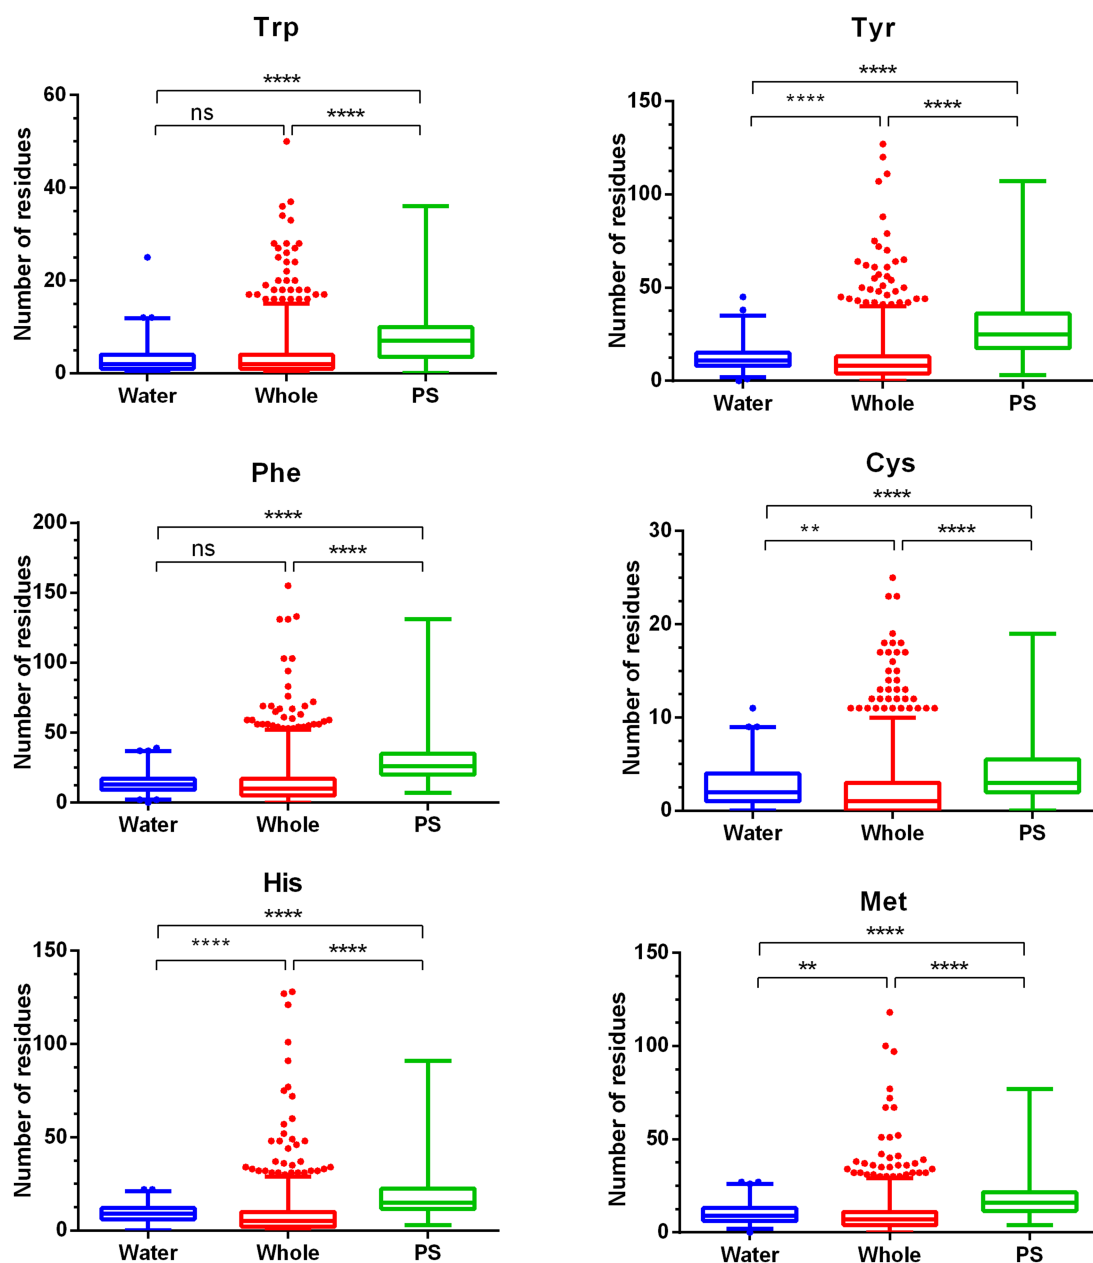 Trp
****
ns
****
Number of residues
60
40
20
0
Water Whole PS
Tyr
****
****
****
Number of residues
150
100
50
0
Water Whole PS
Phe
****
ns
****
Number of residues
200
150
100
50
0
Water Whole PS
Cys
****
**
****
Number of residues
30
20
10
0
Water Whole PS
His
****
****
****
Number of residues
150
100
50
0
Water Whole PS
Met
****
**
****
Number of residues
150
100
50
0
Water Whole PS